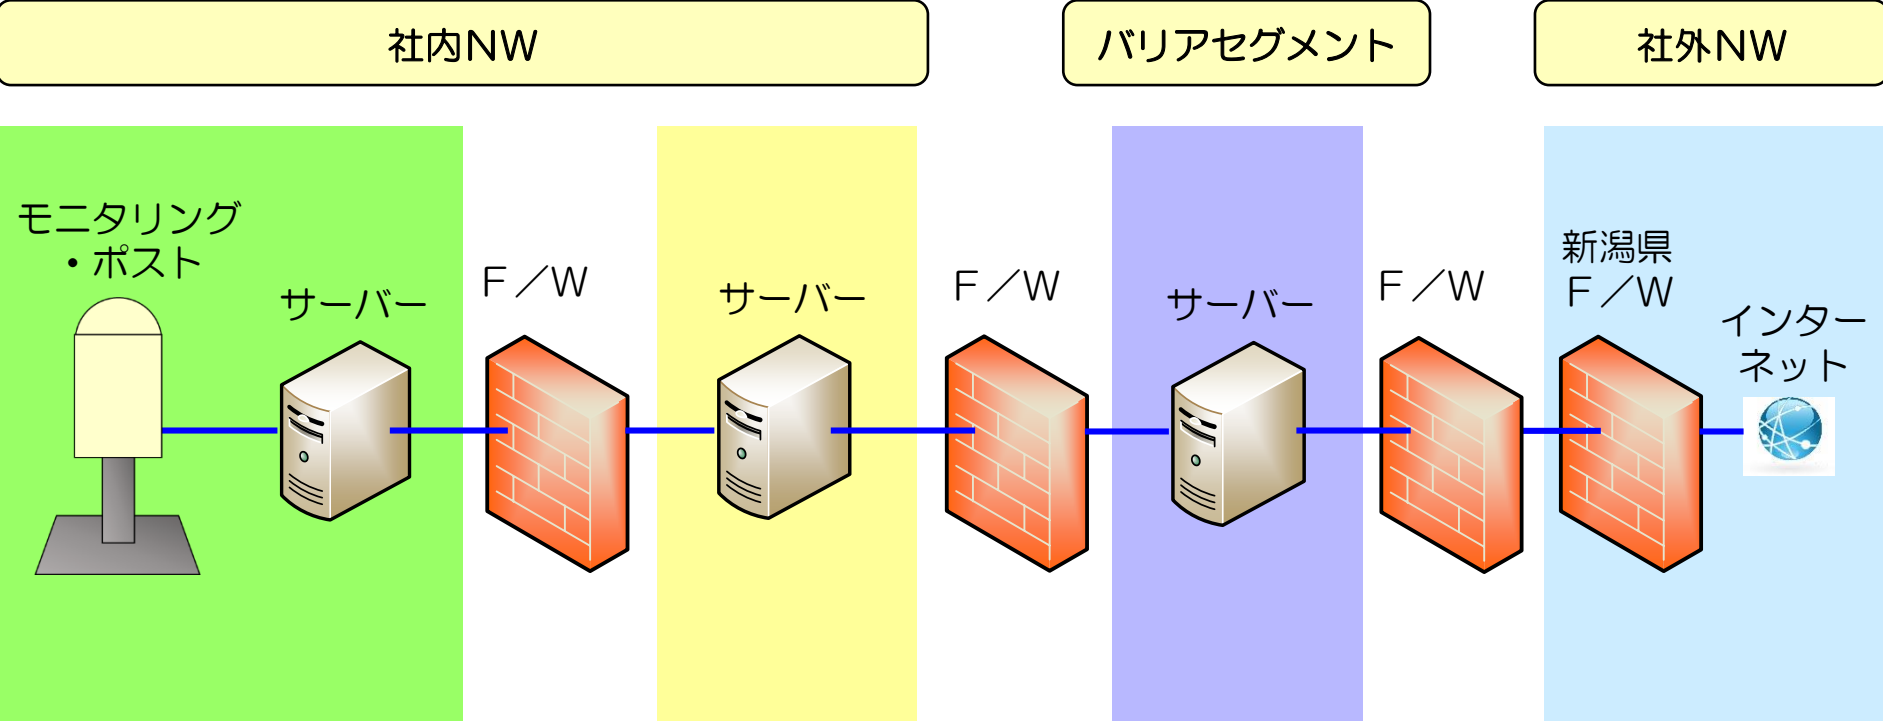 社内NW
バリアセグメント
社外NW
モニタリング
・ポスト
サーバー
F／W
サーバー
F／W
サーバー
F／W
新潟県
F／W
インター
ネット